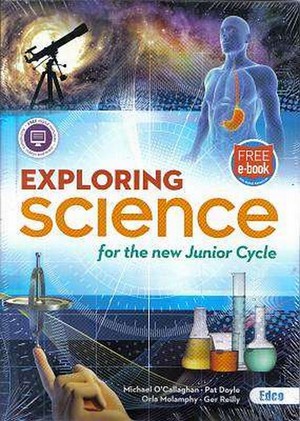 FREE
e-book
EXPLORING
science
for the new Junior Cycle
Michael O'Callaghan • Pat Doyle
Orla Molamphy • Ger Reilly
Edco